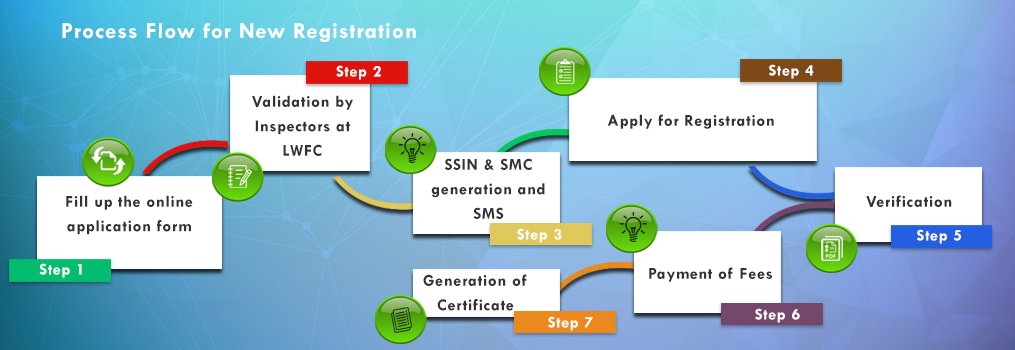 Process Flow for New Registration
Step 1
Fill up the online
application form
Step 2
Validation by
Inspectors at
LWFC
SSIN & SMC
generation and
SMS
Step 3
Step 4
Apply for Registration
Verification
Step 5
PDF
Payment of Fees
Step 6
Generation of
Certificate
Step 7